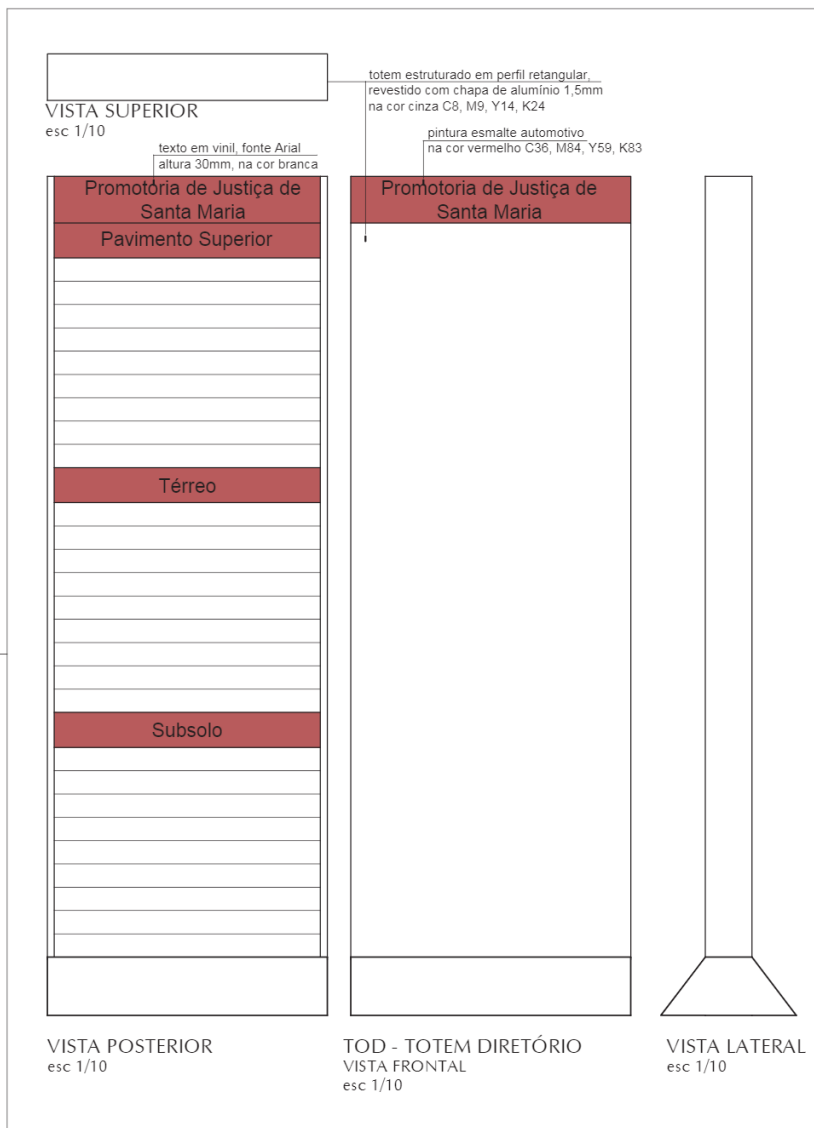 totem estruturado em perfil retangular,
revestido com chapa de alumínio 1,5mm
na cor cinza C8, M9, Y14, K24
VISTA SUPERIOR
esc 1/10
texto em vinil, fonte Arial
altura 30mm, na cor branca
pintura esmalte automotivo
na cor vermelho C36, M84, Y59, K83
Promotoria de Justiça de
Santa Maria
Pavimento Superior
Térreo
Subsolo
Promotoria de Justiça de
Santa Maria
VISTA POSTERIOR
esc 1/10
TOD - TOTEM DIRETÓRIO
VISTA FRONTAL
esc 1/10
VISTA LATERAL
esc 1/10